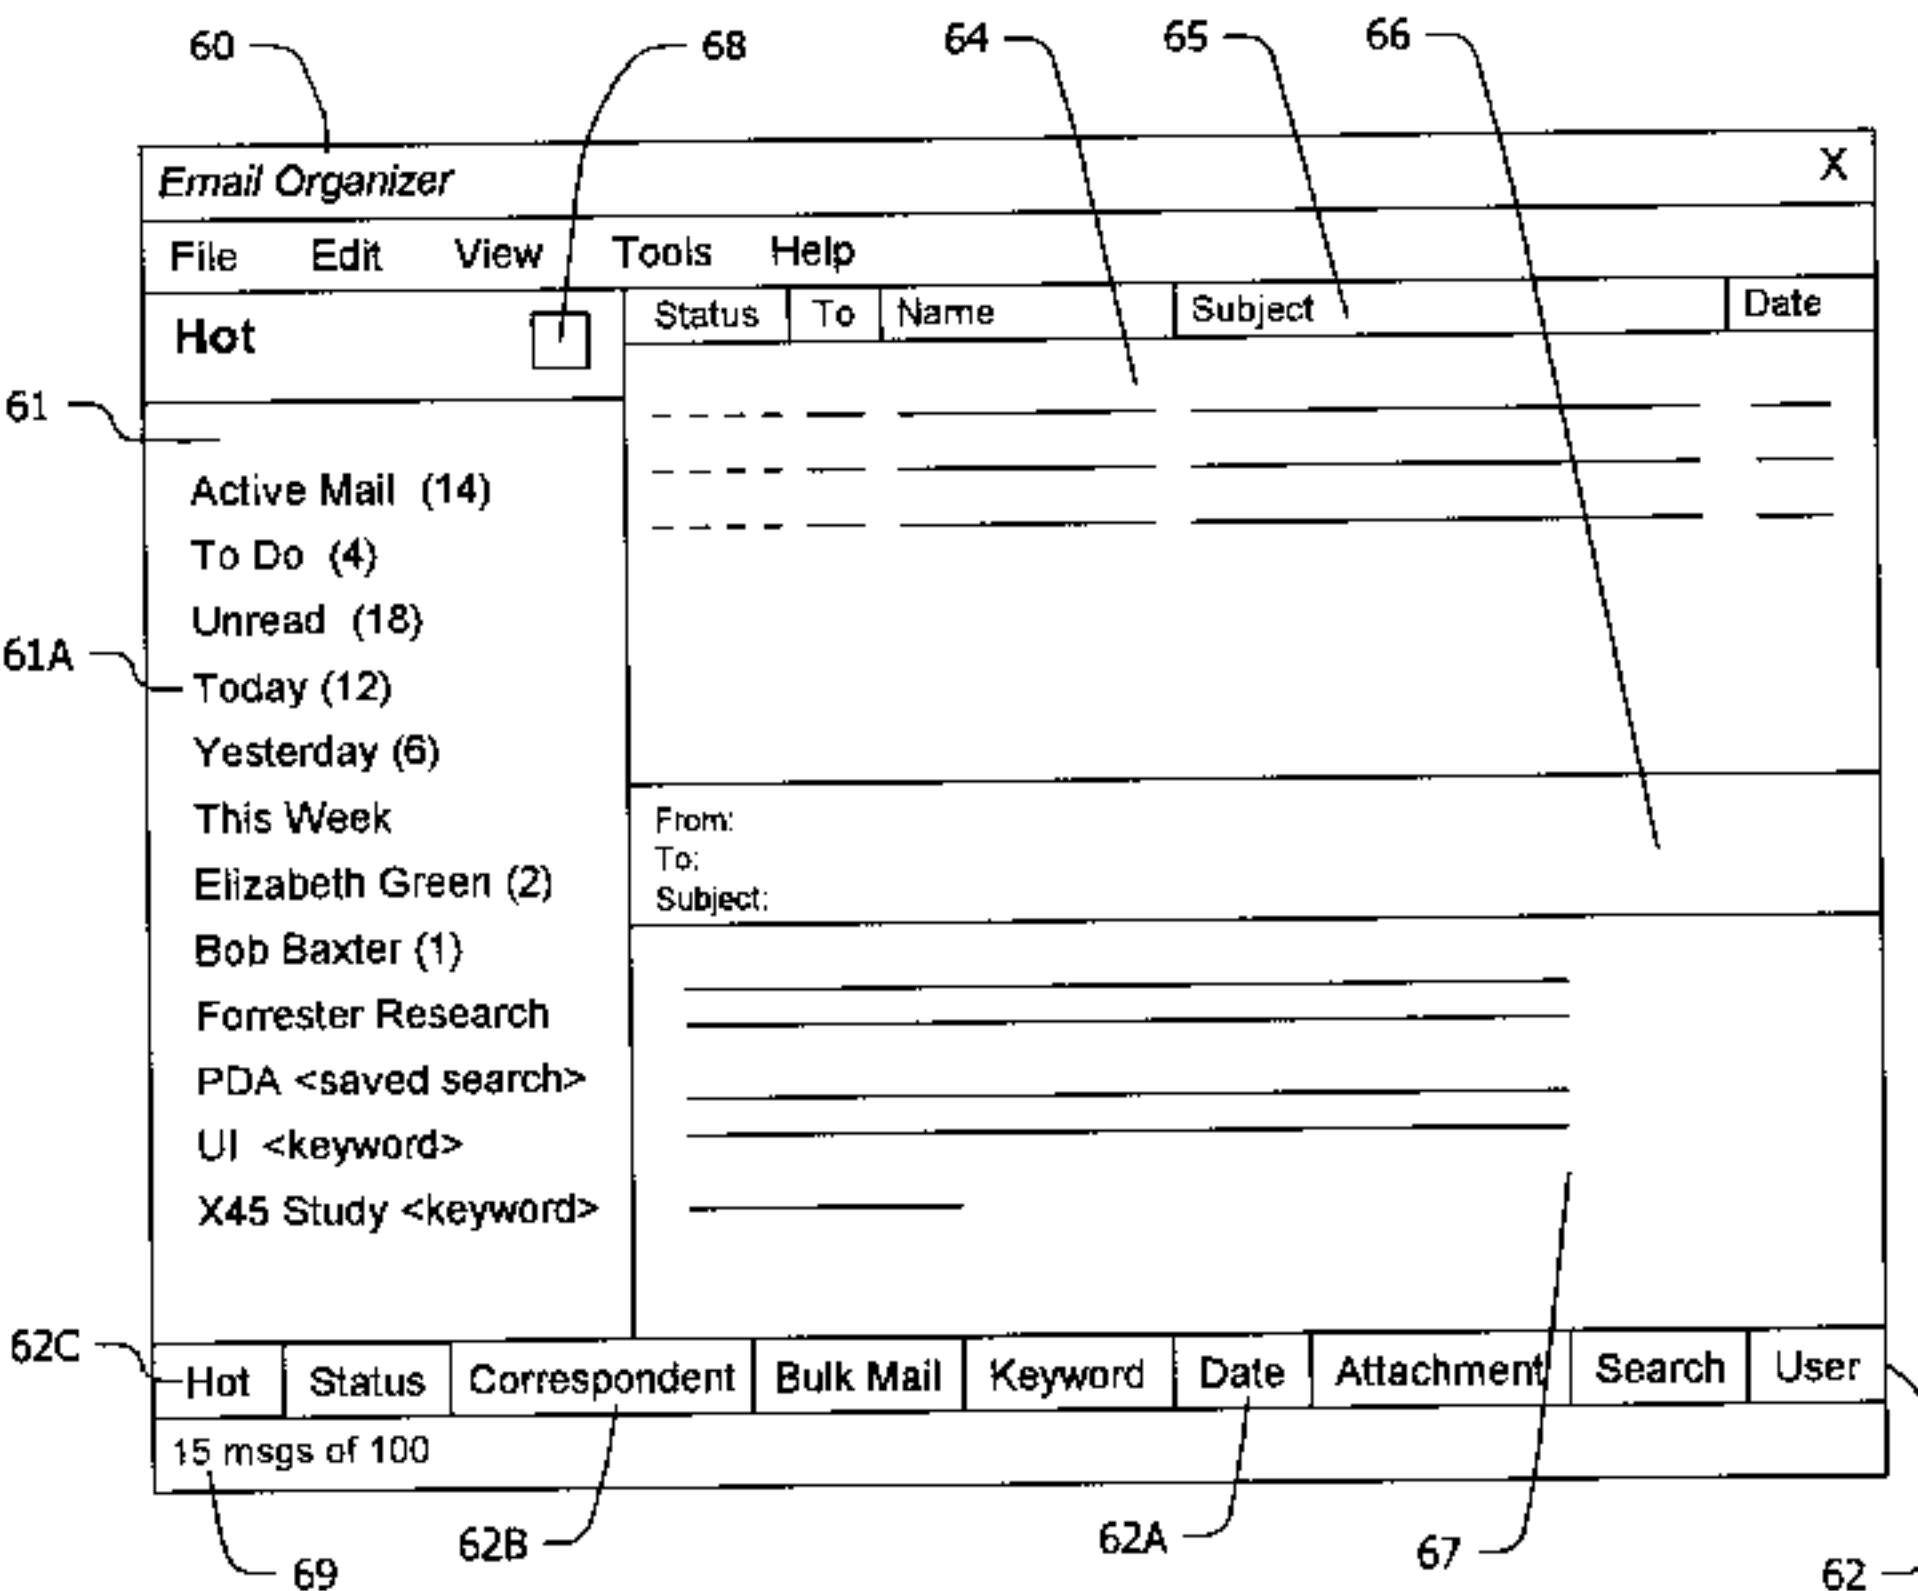 60 68 64 65 66
Email Organizer X
File Edit View Tools Help
Hot
Status To Name Subject Date
61
Active Mail (14)
To Do (4)
Unread (18)
61A
Today (12)
Yesterday (6)
This Week
Elizabeth Green (2)
Bob Baxter (1)
Forrester Research
PDA <saved search>
UI <keyword>
X45 Study <keyword>
From:
To:
Subject:
62C
Hot Status Correspondent Bulk Mail Keyword Date Attachment Search User
15 msgs of 100
69 62B 62A 67 62